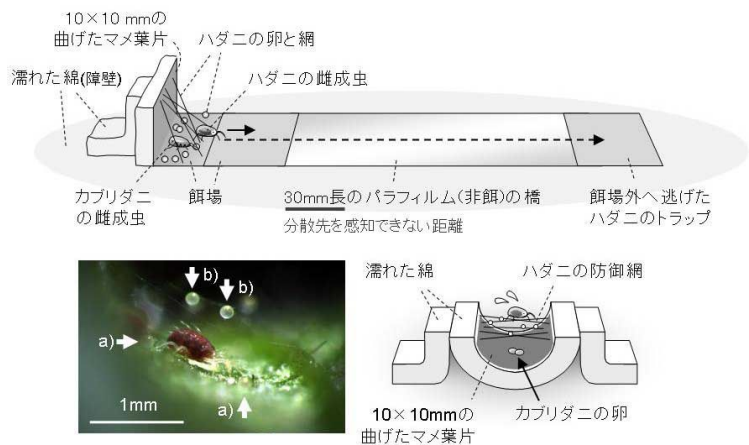 10×10 mmの
曲げたマメ葉片
ハダニの卵と網
濡れた綿(障壁)
ハダニの雌成虫
カブリダニ
の雌成虫
餌場
30mm長のパラフィルム(非餌)の橋
分散先を感知できない距離
餌場外へ逃げた
ハダニのトラップ
b)
b)
a)
a)
1mm
濡れた綿
ハダニの防御網
10×10mmの
曲げたマメ葉片
カブリダニの卵